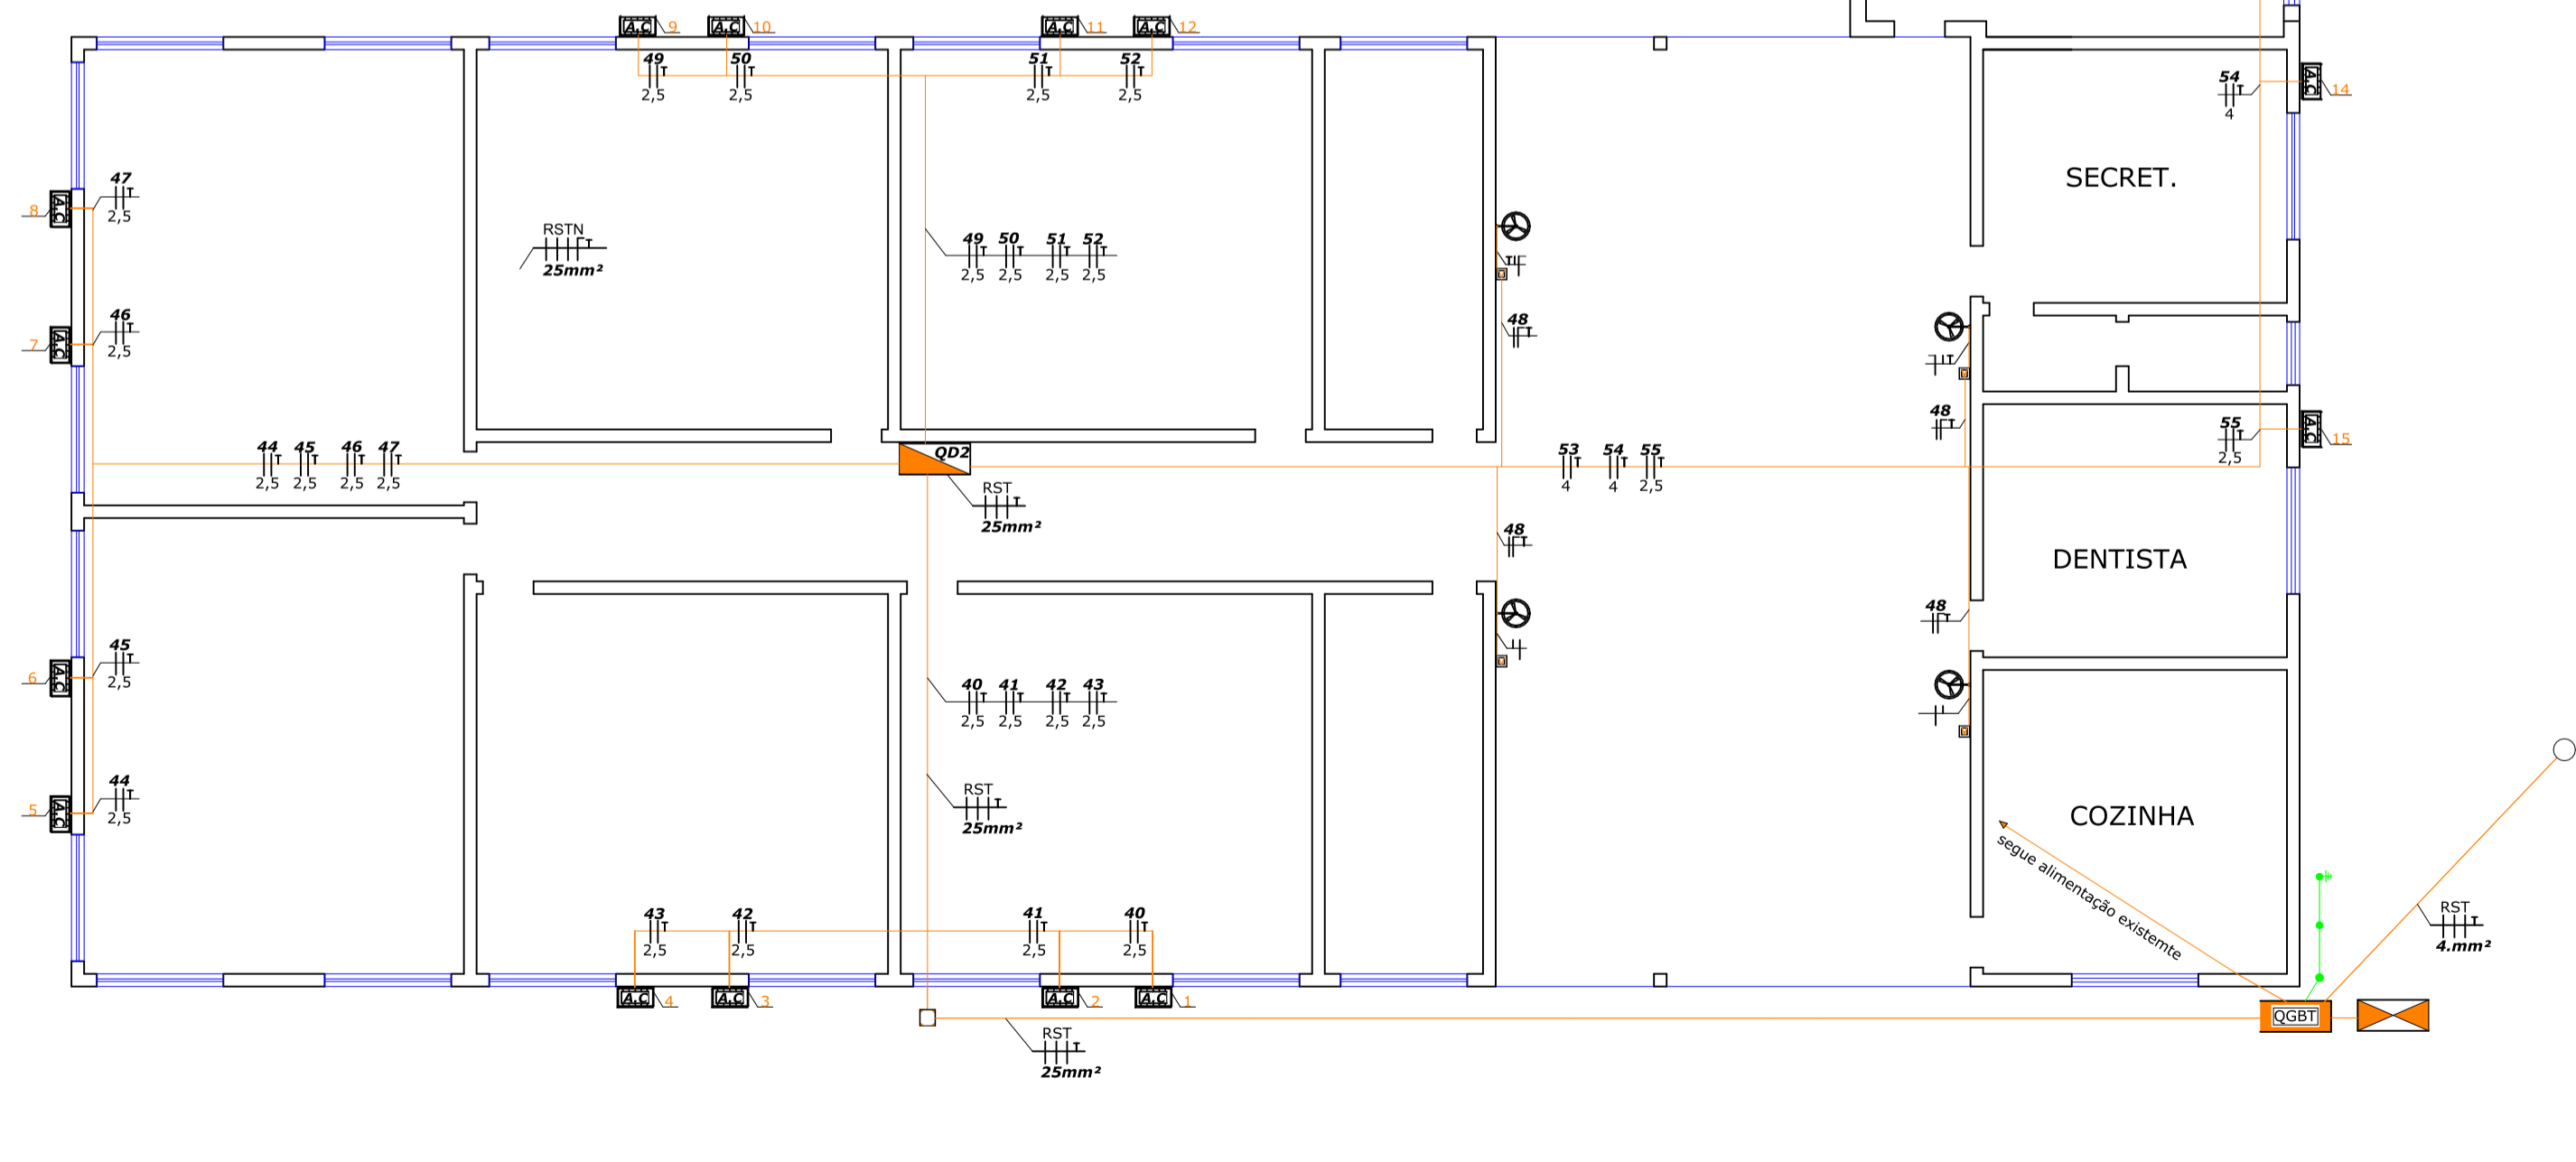 A.C 9 A.C 10 A.C 11 A.C 12
49 50 51 52
T T T T
2,5 2,5 2,5 2,5
54
T
4
A.C 14
SECRET.
47
T
2,5
A.C
8
RSTN
T
25mm²
49 50 51 52
T T T T
2,5 2,5 2,5 2,5
T
48
T
46
T
2,5
A.C
7
T
48
T
55
T
2,5
A.C 15
44 45 46 47
T T T T
2,5 2,5 2,5 2,5
QD2
53 54 55
T T T
4 4 2,5
RST
T
25mm²
48
T
DENTISTA
48
T
45
T
2,5
A.C
6
40 41 42 43
T T T T
2,5 2,5 2,5 2,5
44
T
2,5
A.C
5
RST
T
25mm²
COZINHA
segue alimentação existemte
43 42 41 40
T T T T
2,5 2,5 2,5 2,5
RST
T
4.mm²
A.C 4 A.C 3 A.C 2 A.C 1
QGBT
RST
T
25mm²